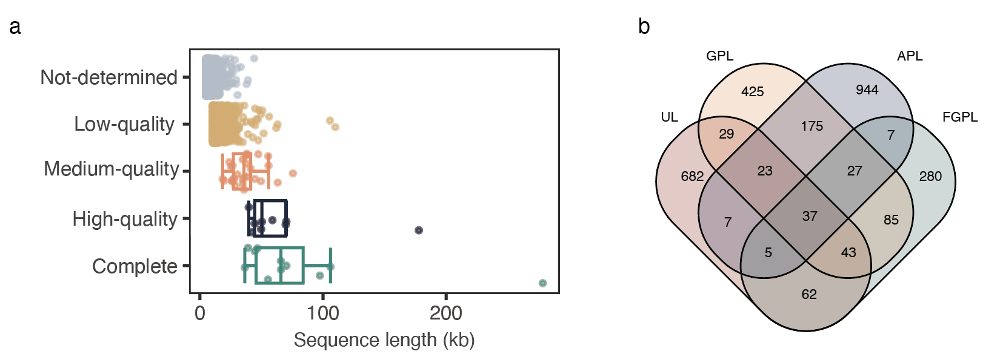 a
Not-determined
Low-quality
Medium-quality
High-quality
Complete
0 100 200
Sequence length (kb)
b
GPL APL
UL FGPL
425 944
29 175 7
682 23 27 280
7 37 85
5 43
62